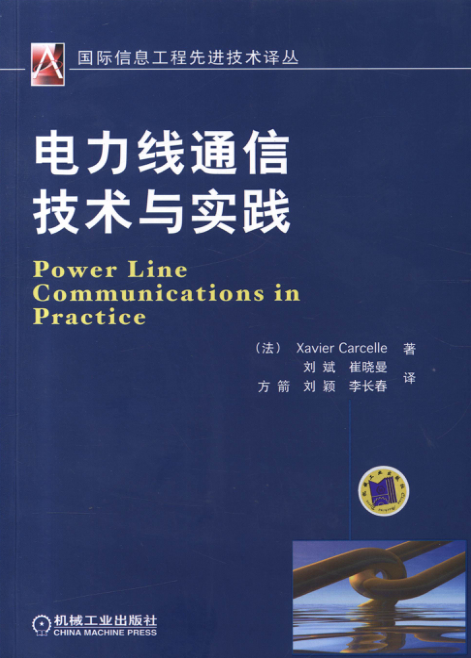 国际信息工程先进技术译丛
电力线通信
技术与实践
Power Line
Communications in
Practice
(法) Xavier Carcelle 著
刘斌 崔晓曼
方箭 刘颖 李长春 译
机械工业出版社
CHINA MACHINE PRESS